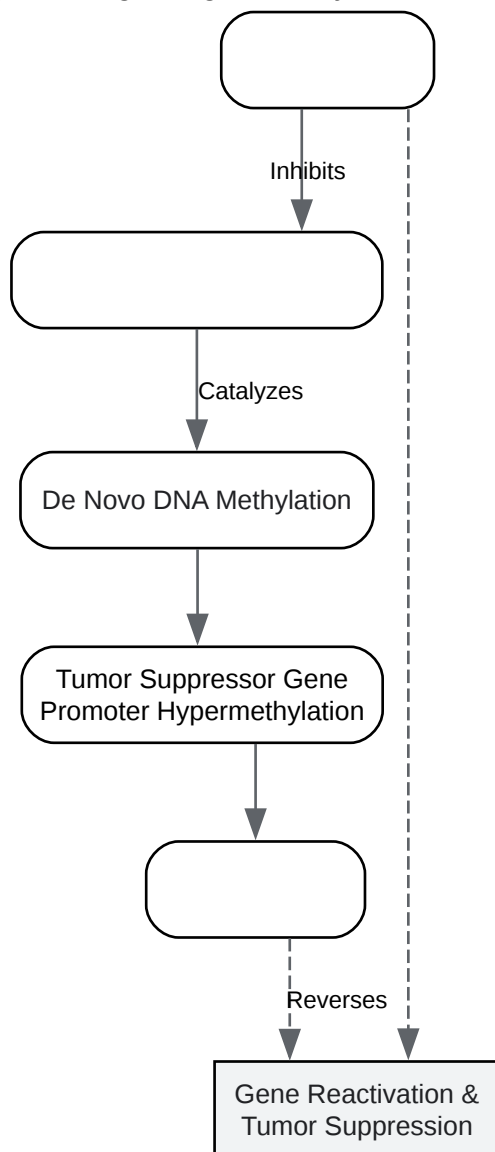 Inhibits
Catalyzes
De Novo DNA Methylation
Tumor Suppressor Gene
Promoter Hypermethylation
Reverses
Gene Reactivation &
Tumor Suppression